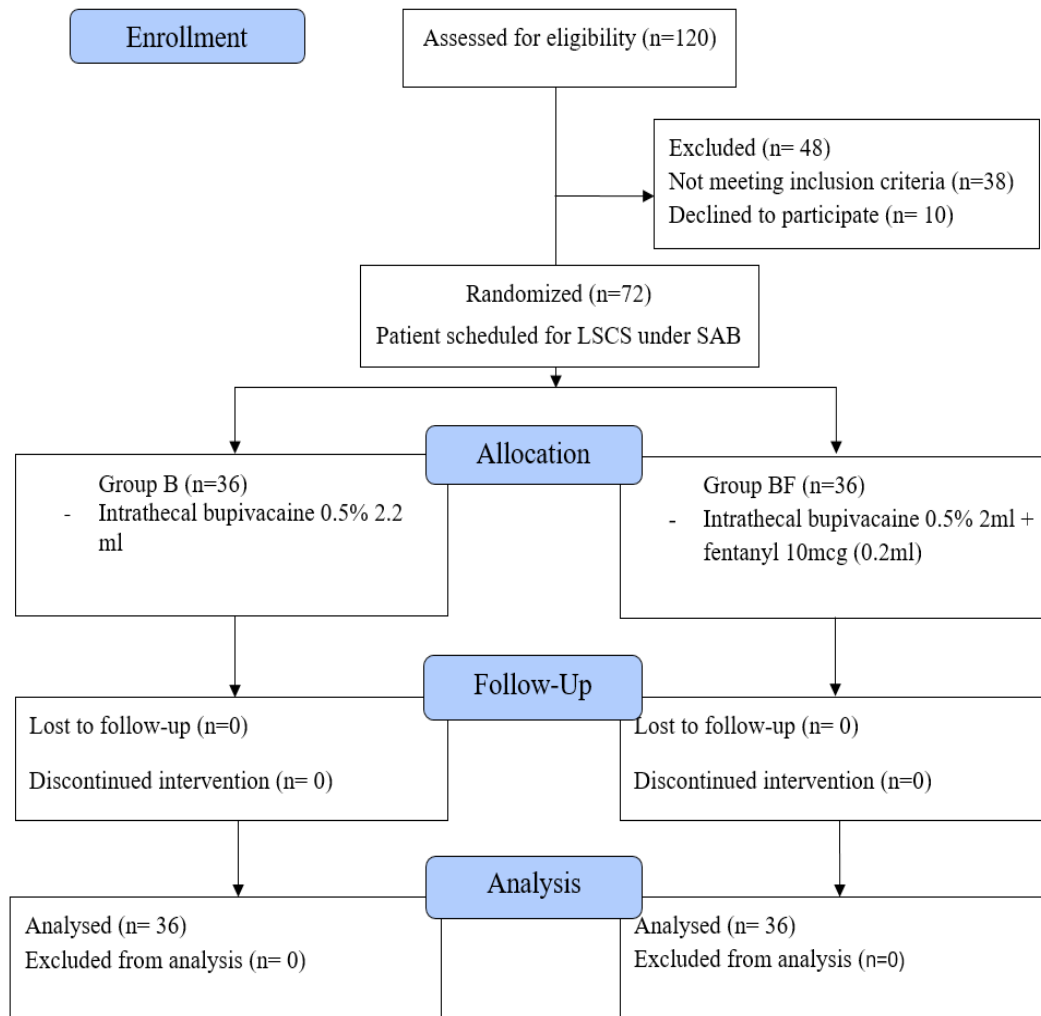 Enrollment
Assessed for eligibility (n=120)
Excluded (n= 48)
Not meeting inclusion criteria (n=38)
Declined to participate (n= 10)
Randomized (n=72)
Patient scheduled for LSCS under SAB
Allocation
Group B (n=36)
- Intrathecal bupivacaine 0.5% 2.2
ml
Group BF (n=36)
- Intrathecal bupivacaine 0.5% 2ml +
fentanyl 10mcg (0.2ml)
Follow-Up
Lost to follow-up (n=0)
Discontinued intervention (n= 0)
Lost to follow-up (n= 0)
Discontinued intervention (n=0)
Analysis
Analysed (n= 36)
Excluded from analysis (n= 0)
Analysed (n= 36)
Excluded from analysis (n=0)